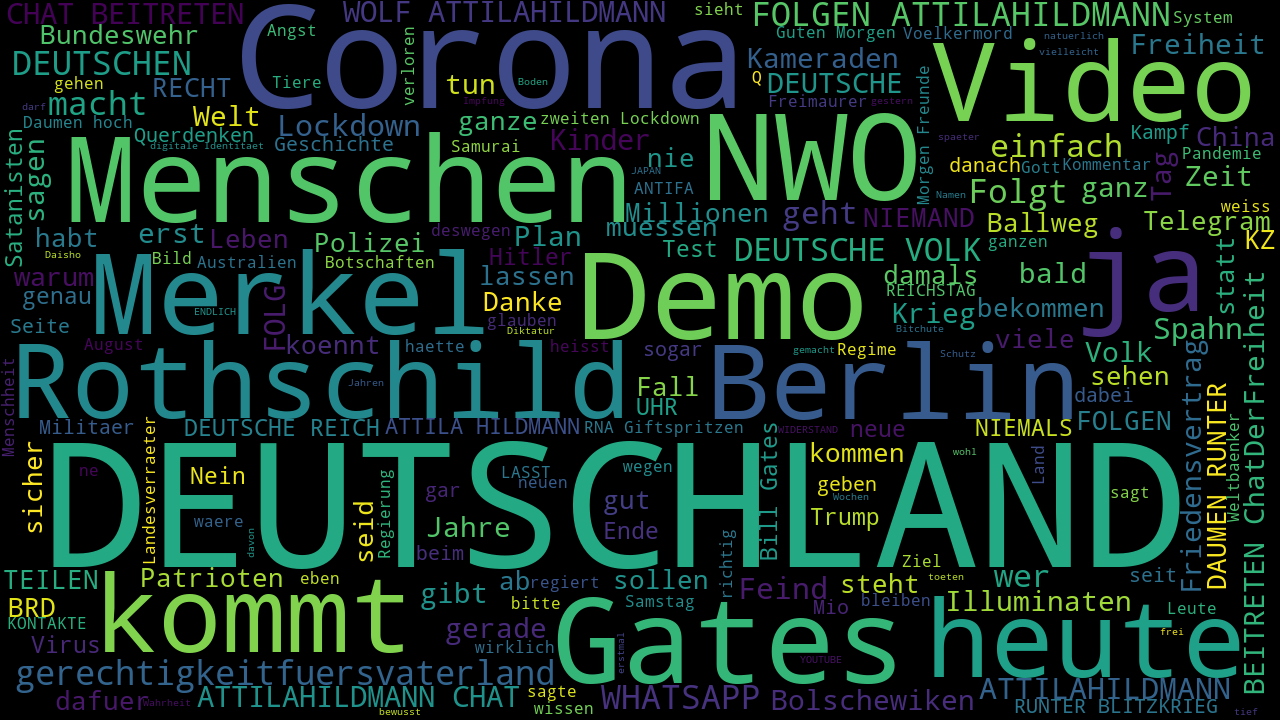 CHAT BEITRETEN
Corona
WOLF ATTILAHILDMANN
sieht
FOLGEN ATTILAHILDMANN
System
Bundeswehr
Angst
verloren
Guten Morgen
Voelkermord
natuerlich
vielleicht
Freiheit
DEUTSCHEN
gehen
RECHT
Tiere
tun
Boden
Kameraden
Q
DEUTSCHE
Video
darf
macht
Welt
Impfung
Freimaurer
gestern
Daumen hoch
Querdenken
digitale Identitaet
Lockdown
Geschichte
ganze
zweiten Lockdown
NWO
Morgen Freunde
spaeter
einfach
Kampf
China
Satanisten
sagen
Menschen
Samurai
Kinder
nie
JAPAN
ANTIFA
danach
Gott
Kommentar
Tag
Pandemie
Zeit
Namen
Folgt
ganz
Millionen
muessen
geht
NIEMAND
Ballweg
Telegram
weiss
KZ
habt
erst
Leben
Polizei
deswegen
Plan
Test
DEUTSCHE VOLK
ganzen
ja
statt
Daisho
Bild
Australien
Botschaften
Hitler
lassen
damals
bald
warum
genau
Merkel
FOLG
Danke
glauben
Diktatur
Demo
REICHSTAG
Krieg
bekommen
Spahn
ChatDerFreiheit
Seite
ENDLICH
Bitchute
August
koennt
haette
heisst
sogar
gemacht
Regime
viele
Schutz
Volk
sehen
Menschheit
Rothschild
Jahren
Fall
UHR
Berlin
dabei
Friedensvertrag
DAUMEN RUNTER
Militaer
DEUTSCHE REICH
ATTILA HILDMANN
RNA Giftspritzen
WIDERSTAND
neue
NIEMALS
FOLGEN
Weltbaenker
sicher
ne
Landesverraeter
Nein
DEUTSCHLAND
LASST
neuen
wegen
Bill Gates
kommen
wohl
Land
geben
Wochen
sagt
waere
davon
seid
Regierung
gar
Jahre
beim
gut
Ende
richtig
Trump
Ziel
TEILEN
Patrioten
eben
gibt
ab
regiert
sollen
Feind
steht
toeten
wer
seit
BEITRETEN
BRD
KONTAKTE
kommt
bitte
Samstag
Mio
bleiben
Illuminaten
Leute
Virus
gerade
wirklich
erstmal
Gates
heute
frei
gerechtigkeitfuersvaterland
YOUTUBE
dafuer
Wahrheit
ATTILAHILDMANN CHAT
bewusst
sagte
wissen
WHATSAPP
Bolschewiken
ATTILAHILDMANN
RUNTER BLITZKRIEG
tief